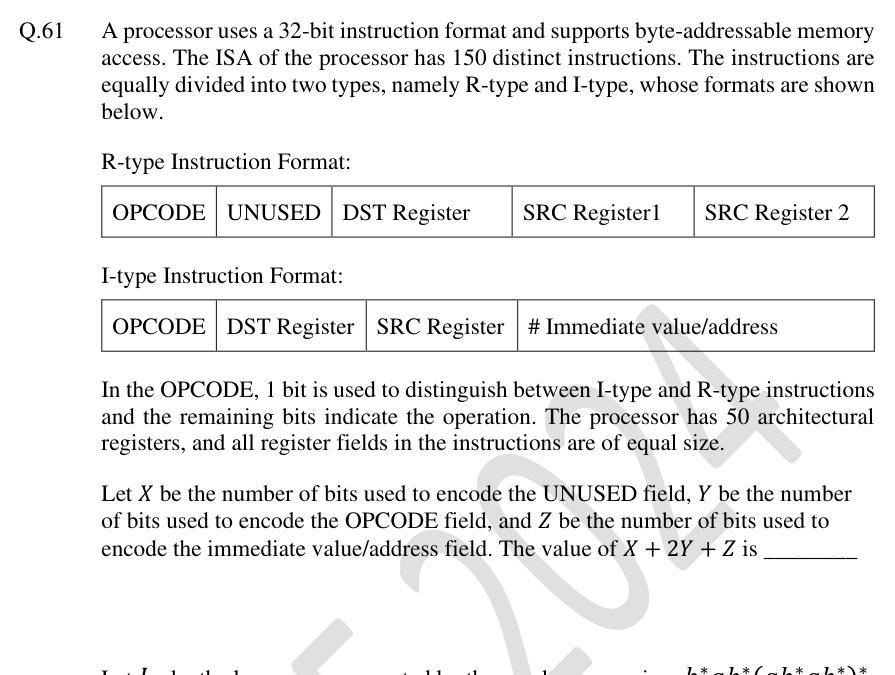 Q.61 A processor uses a 32-bit instruction format and supports byte-addressable memory
access. The ISA of the processor has 150 distinct instructions. The instructions are
equally divided into two types, namely R-type and I-type, whose formats are shown
below.
R-type Instruction Format:
OPCODE UNUSED DST Register SRC Register1 SRC Register 2
I-type Instruction Format:
OPCODE DST Register SRC Register # Immediate value/address
In the OPCODE, 1 bit is used to distinguish between I-type and R-type instructions
and the remaining bits indicate the operation. The processor has 50 architectural
registers, and all register fields in the instructions are of equal size.
Let X be the number of bits used to encode the UNUSED field, Y be the number
of bits used to encode the OPCODE field, and Z be the number of bits used to
encode the immediate value/address field. The value of X + 2Y + Z is ________
2024